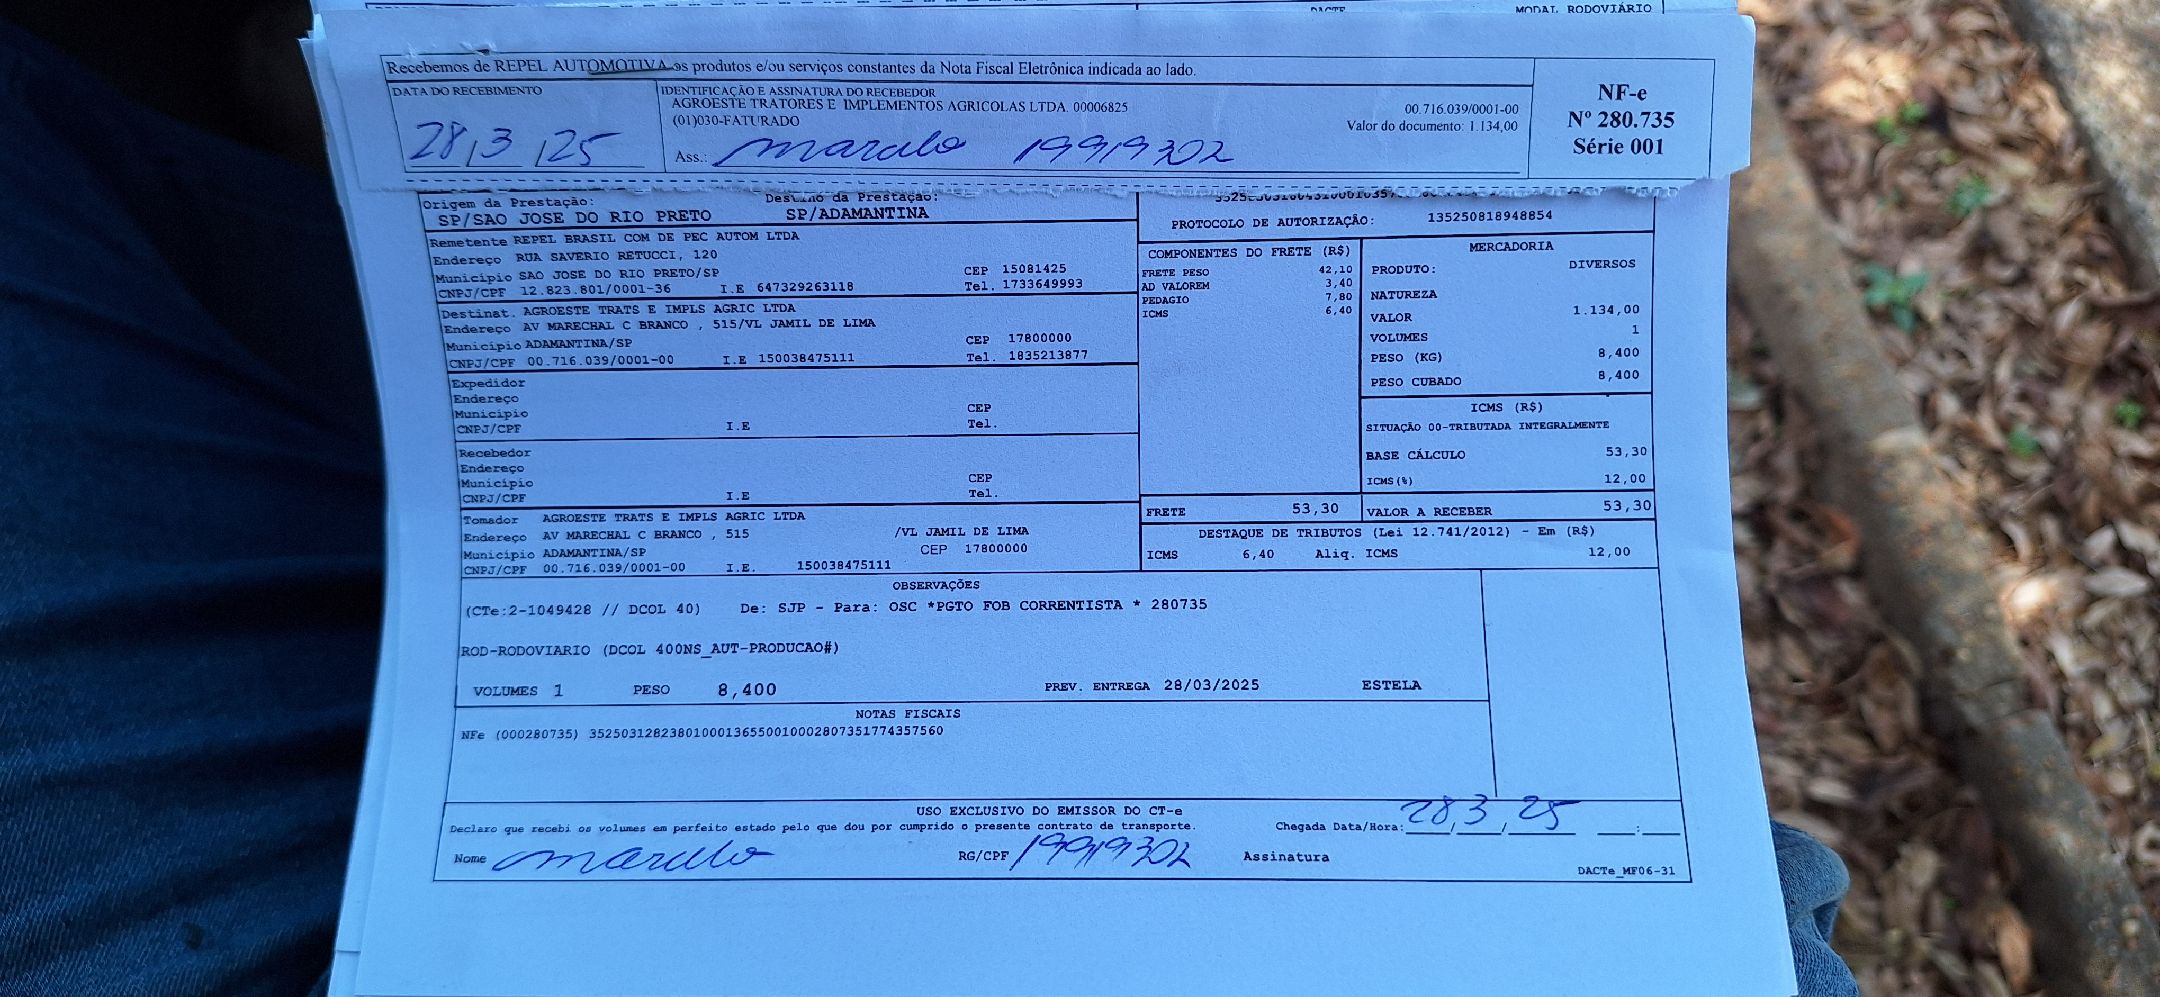 DACTE MODAL RODOVIÁRIO
Recebemos de REPEL AUTOMOTIVA os produtos e/ou serviços constantes da Nota Fiscal Eletrônica indicada ao lado.
DATA DO RECEBIMENTO
28/3/25
IDENTIFICAÇÃO E ASSINATURA DO RECEBEDOR
AGROESTE TRATORES E IMPLEMENTOS AGRICOLAS LTDA. 00006825 00.716.039/0001-00
(01)030-FATURADO Valor do documento: 1.134,00
Ass.: 19919302
NF-e
Nº 280.735
Série 001
Origem da Prestação: Destino da Prestação:
SP/SAO JOSE DO RIO PRETO SP/ADAMANTINA
PROTOCOLO DE AUTORIZAÇÃO: 135250818948854
Remetente REPEL BRASIL COM DE PEC AUTOM LTDA
Endereço RUA SAVERIO RETUCCI, 120
Município SAO JOSE DO RIO PRETO/SP CEP 15081425
CNPJ/CPF 12.823.801/0001-36 I.E 647329263118 Tel. 1733649993
Destinat. AGROESTE TRATS E IMPLS AGRIC LTDA
Endereço AV MARECHAL C BRANCO , 515/VL JAMIL DE LIMA
Município ADAMANTINA/SP CEP 17800000
CNPJ/CPF 00.716.039/0001-00 I.E 150038475111 Tel. 1835213877
Expedidor
Endereço
Município CEP
CNPJ/CPF I.E Tel.
Recebedor
Endereço
Município CEP
CNPJ/CPF I.E Tel.
Tomador AGROESTE TRATS E IMPLS AGRIC LTDA
Endereço AV MARECHAL C BRANCO , 515 /VL JAMIL DE LIMA
Município ADAMANTINA/SP CEP 17800000
CNPJ/CPF 00.716.039/0001-00 I.E. 150038475111
COMPONENTES DO FRETE (R$)
FRETE PESO 42,10
AD VALOREM 3,40
PEDAGIO 7,80
ICMS 6,40
MERCADORIA
PRODUTO: DIVERSOS
NATUREZA
VALOR 1.134,00
VOLUMES 1
PESO (KG) 8,400
PESO CUBADO 8,400
ICMS (R$)
SITUAÇÃO 00-TRIBUTADA INTEGRALMENTE
BASE CÁLCULO 53,30
ICMS(%) 12,00
FRETE 53,30 VALOR A RECEBER 53,30
DESTAQUE DE TRIBUTOS (Lei 12.741/2012) - Em (R$)
ICMS 6,40 Aliq. ICMS 12,00
OBSERVAÇÕES
(CTe:2-1049428 // DCOL 40) De: SJP - Para: OSC *PGTO FOB CORRENTISTA * 280735
ROD-RODOVIARIO (DCOL 400NS_AUT-PRODUCAO#)
VOLUMES 1 PESO 8,400 PREV. ENTREGA 28/03/2025 ESTELA
NOTAS FISCAIS
NFe (000280735) 35250312823801000136550010002807351774357560
USO EXCLUSIVO DO EMISSOR DO CT-e
Declaro que recebi os volumes em perfeito estado pelo que dou por cumprido o presente contrato de transporte. Chegada Data/Hora: 28/3/25 __:__
Nome RG/CPF 19919302 Assinatura
DACTe_MF06-31